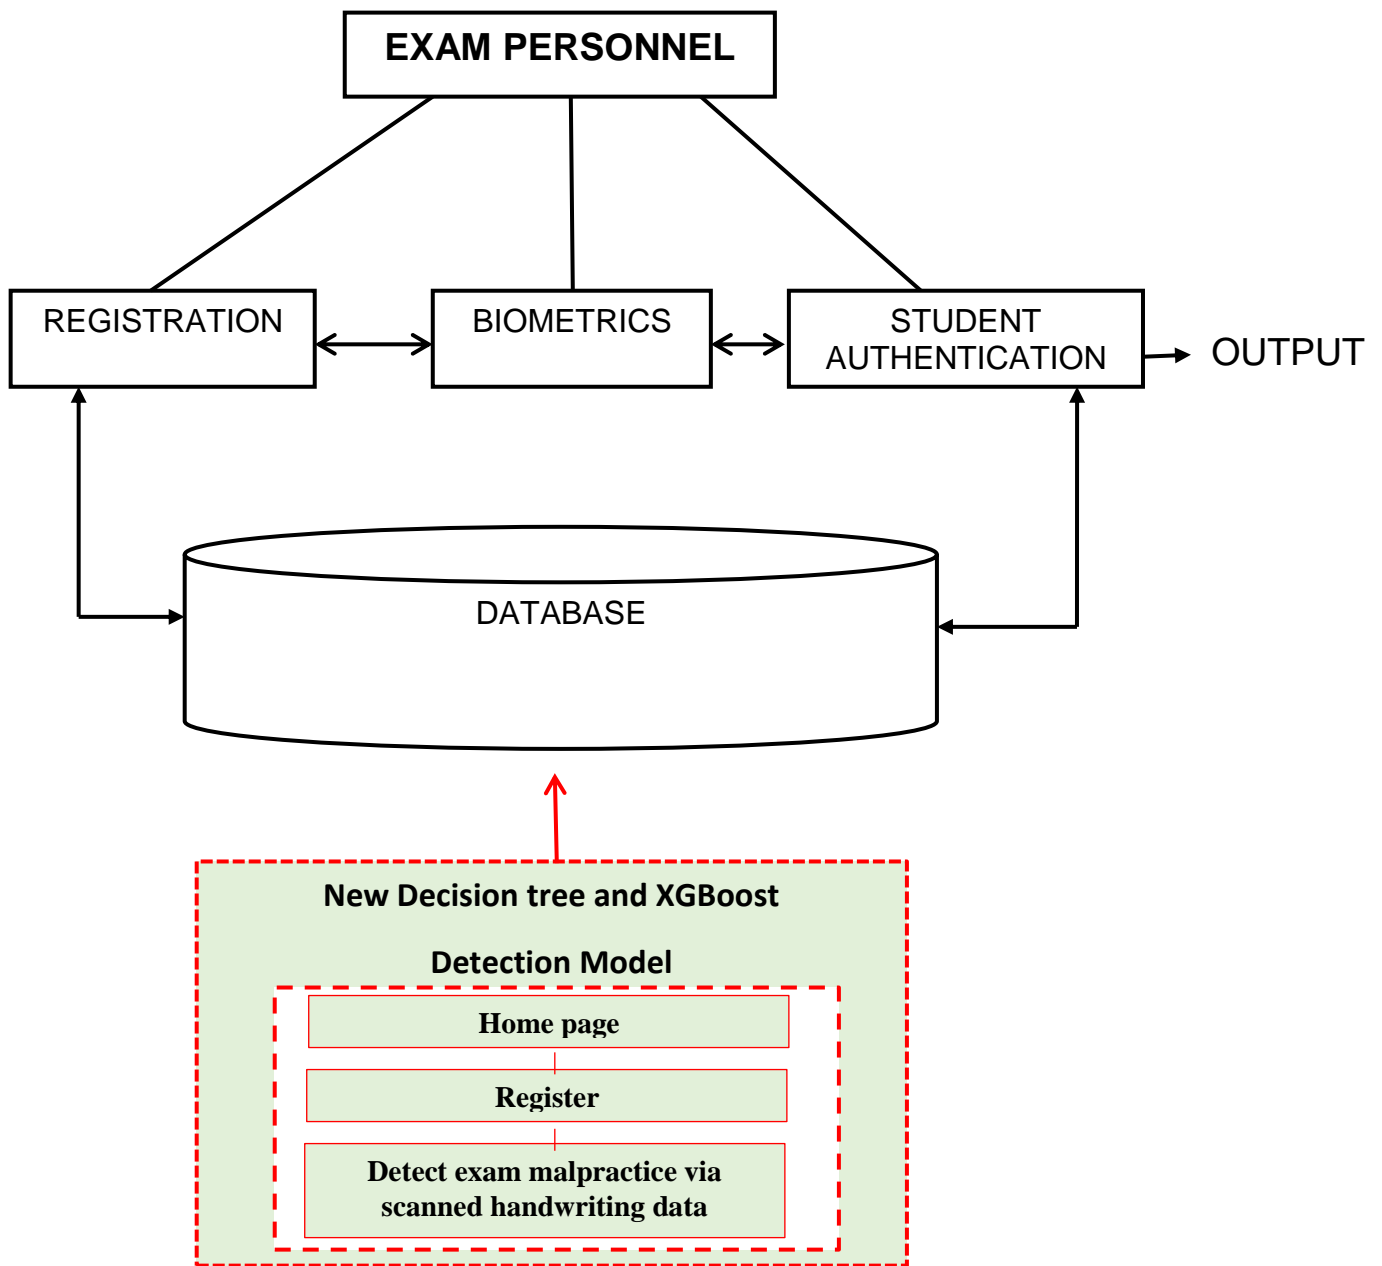 EXAM PERSONNEL
REGISTRATION
BIOMETRICS
STUDENT
AUTHENTICATION
OUTPUT
DATABASE
New Decision tree and XGBoost
Detection Model
Home page
Register
Detect exam malpractice via
scanned handwriting data